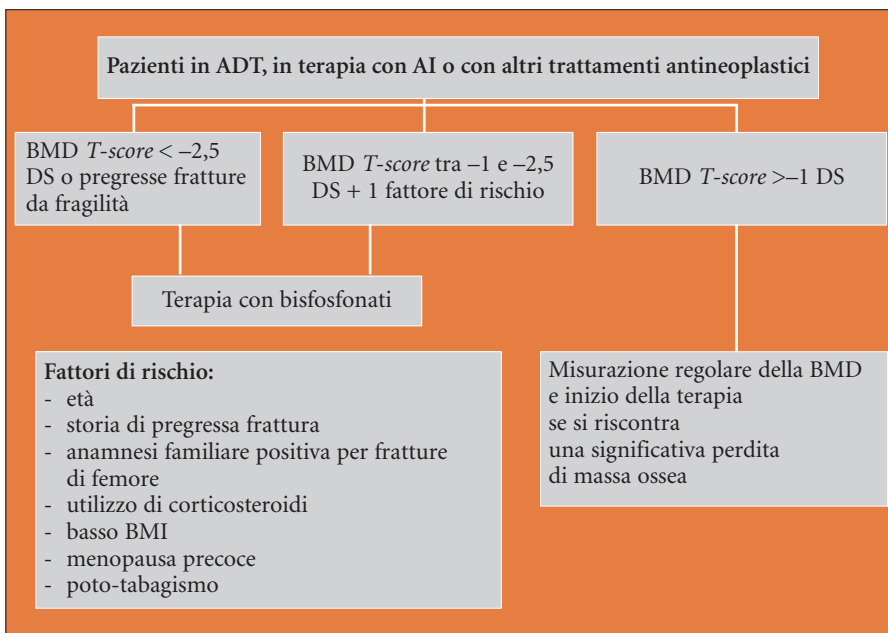 Pazienti in ADT, in terapia con AI o con altri trattamenti antineoplastici
BMD T-score < –2,5
DS o pregresse fratture
da fragilità
BMD T-score tra –1 e –2,5
DS + 1 fattore di rischio
BMD T-score >–1 DS
Terapia con bisfosfonati
Fattori di rischio:
- età
- storia di pregressa frattura
- anamnesi familiare positiva per fratture
di femore
- utilizzo di corticosteroidi
- basso BMI
- menopausa precoce
- poto-tabagismo
Misurazione regolare della BMD
e inizio della terapia
se si riscontra
una significativa perdita
di massa ossea